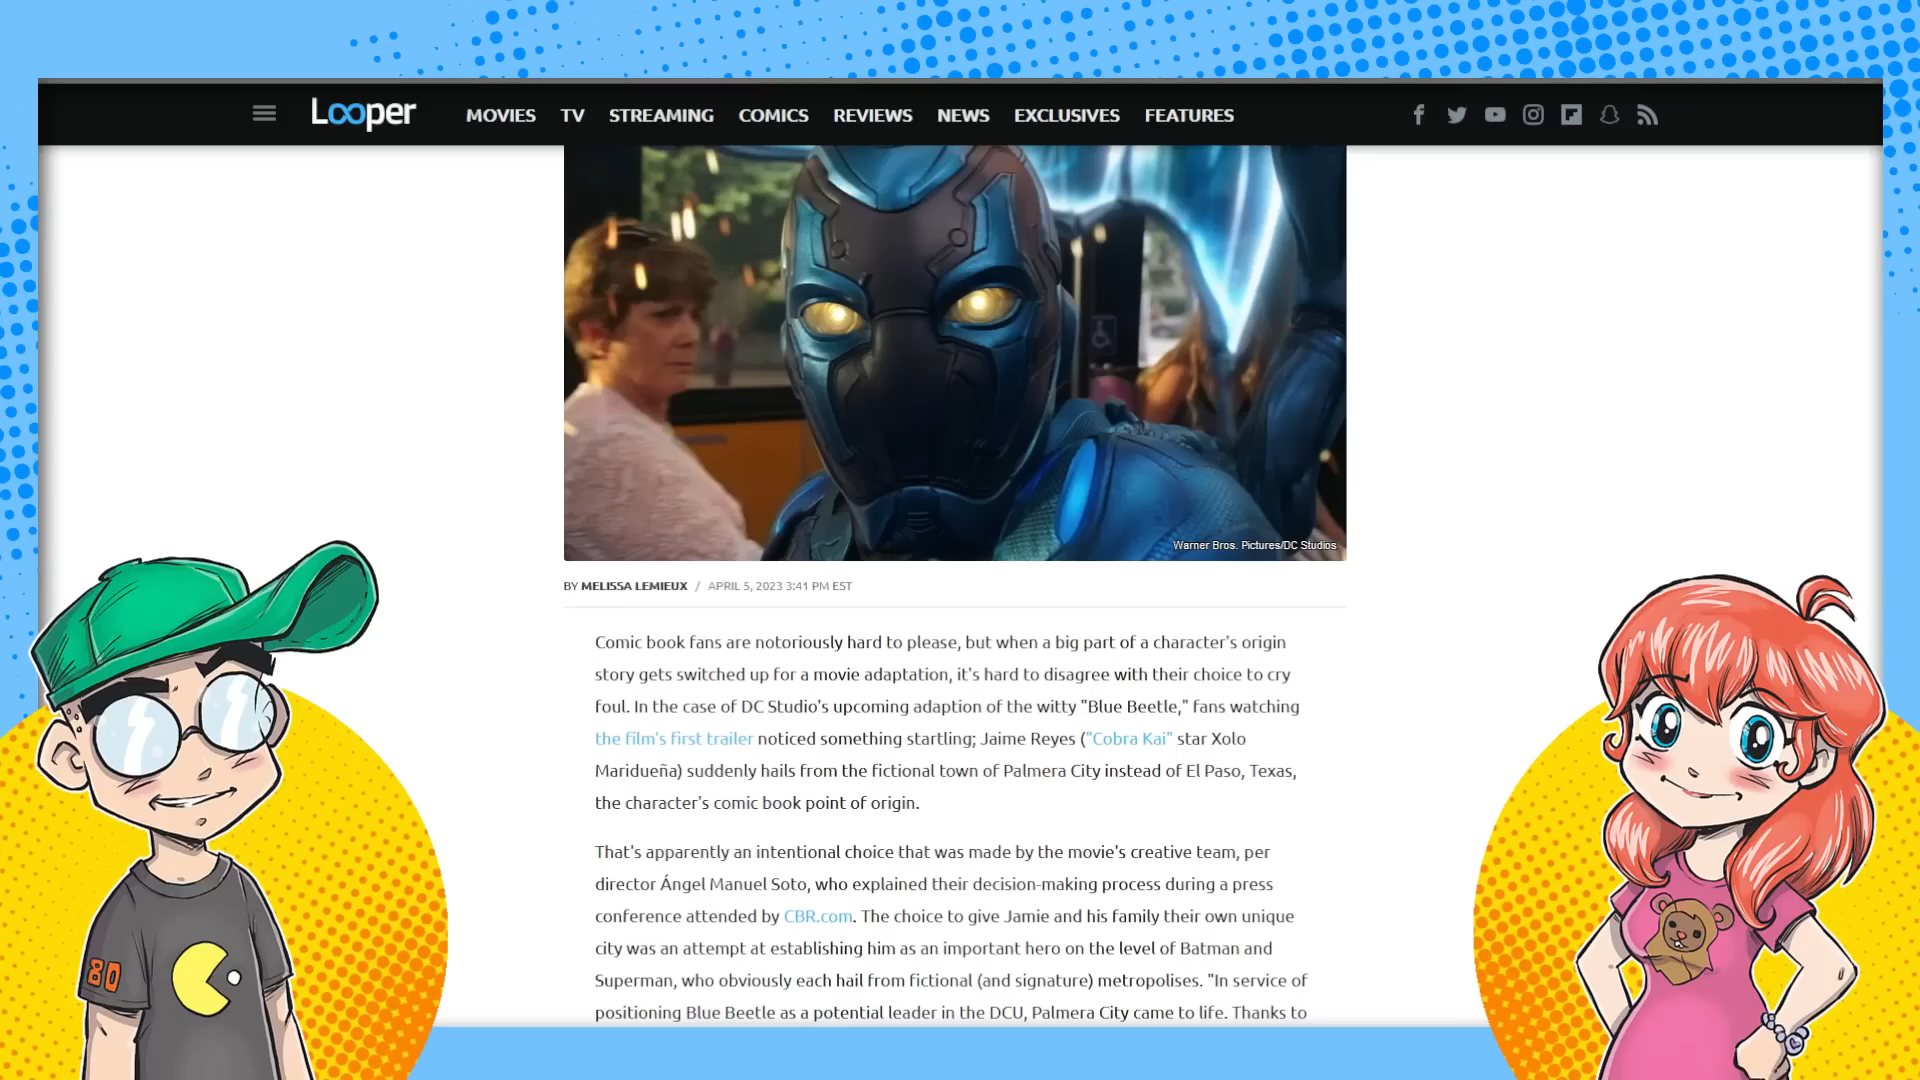 Looper
MOVIES TV STREAMING COMICS REVIEWS NEWS EXCLUSIVES FEATURES
Warner Bros. Pictures/DC Studios
BY MELISSA LEMIEUX / APRIL 5, 2023 3:41 PM EST
Comic book fans are notoriously hard to please, but when a big part of a character's origin
story gets switched up for a movie adaptation, it's hard to disagree with their choice to cry
foul. In the case of DC Studio's upcoming adaption of the witty "Blue Beetle," fans watching
the film's first trailer noticed something startling; Jaime Reyes ("Cobra Kai" star Xolo
Maridueña) suddenly hails from the fictional town of Palmera City instead of El Paso, Texas,
the character's comic book point of origin.
That's apparently an intentional choice that was made by the movie's creative team, per
director Ángel Manuel Soto, who explained their decision-making process during a press
conference attended by CBR.com. The choice to give Jamie and his family their own unique
city was an attempt at establishing him as an important hero on the level of Batman and
Superman, who obviously each hail from fictional (and signature) metropolises. "In service of
positioning Blue Beetle as a potential leader in the DCU, Palmera City came to life. Thanks to
80